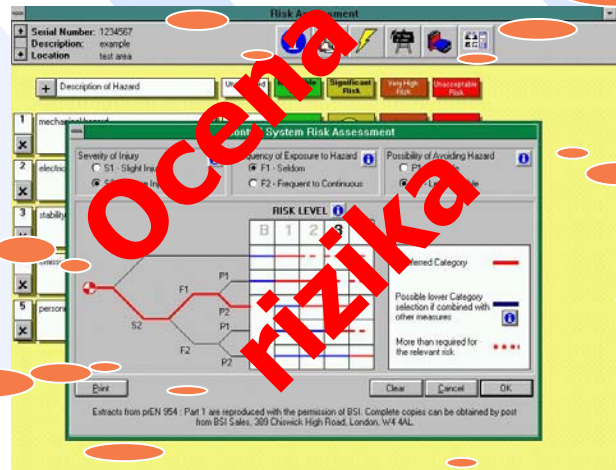 Risk Assessment
Serial Number: 1234567
Description: example
Location test area
Description of Hazard
Significant Risk
Very High Risk
Unacceptable Risk
1 mechanical hazard
2
3
5
Control System Risk Assessment
Severity of Injury
Frequency of Exposure to Hazard
Possibility of Avoiding Hazard
S1 - Slight
F1 - Seldom
F2 - Frequent to Continuous
RISK LEVEL
B 1 2 3
Preferred Category
Possible lower Category
selection if combined with
other measures
More than required for
the relevant risk
F1
P1
P2
S2
P1
F2
P2
Print
Clear
Cancel
OK
Extracts from prEN 954 : Part 1 are reproduced with the permission of BSI. Complete copies can be obtained by post
from BSI Sales, 389 Chiswick High Road, London, W4 4AL.
Ocena
rizika